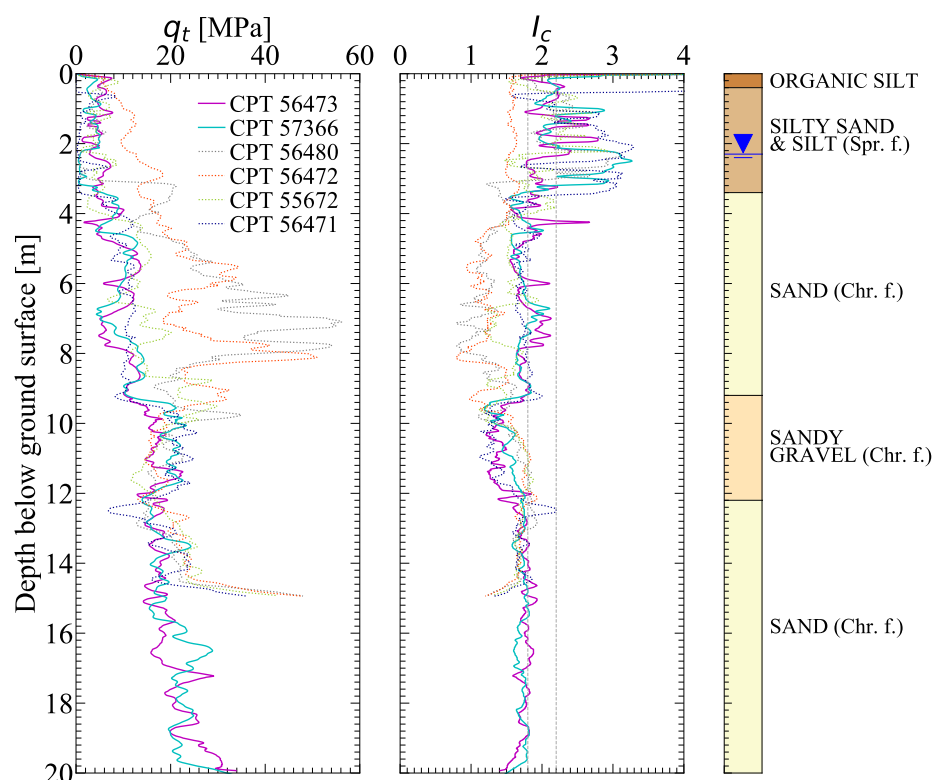 q_t [MPa]
I_c
0 20 40 60
0 1 2 3 4
0
2
4
6
8
10
12
14
16
18
20
Depth below ground surface [m]
CPT 56473
CPT 57366
CPT 56480
CPT 56472
CPT 55672
CPT 56471
ORGANIC SILT
SILTY SAND
& SILT (Spr. f.)
SAND (Chr. f.)
SANDY
GRAVEL (Chr. f.)
SAND (Chr. f.)